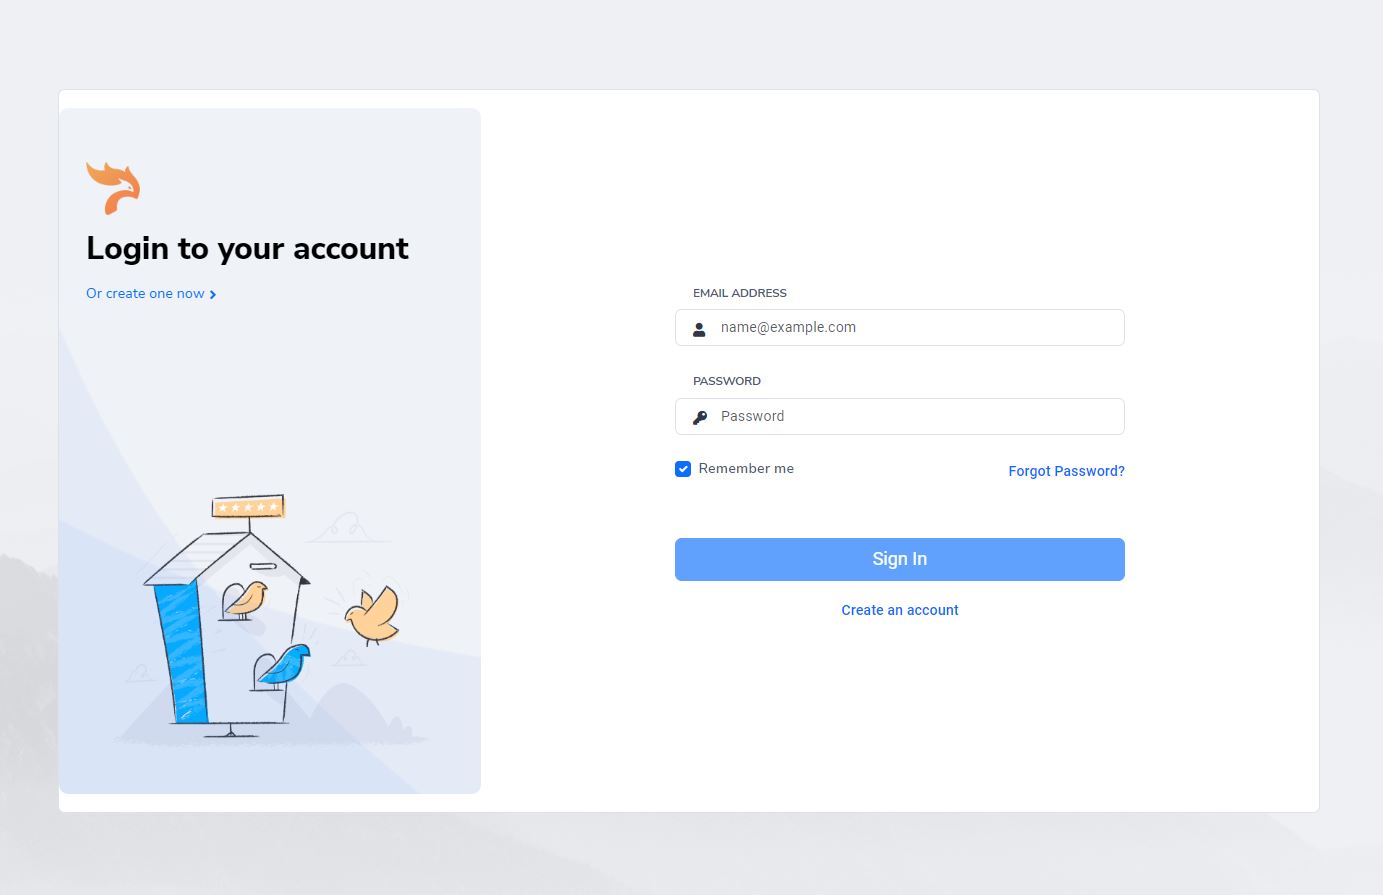 Login to your account
Or create one now
EMAIL ADDRESS
name@example.com
PASSWORD
Password
Remember me
Forgot Password?
Sign In
Create an account